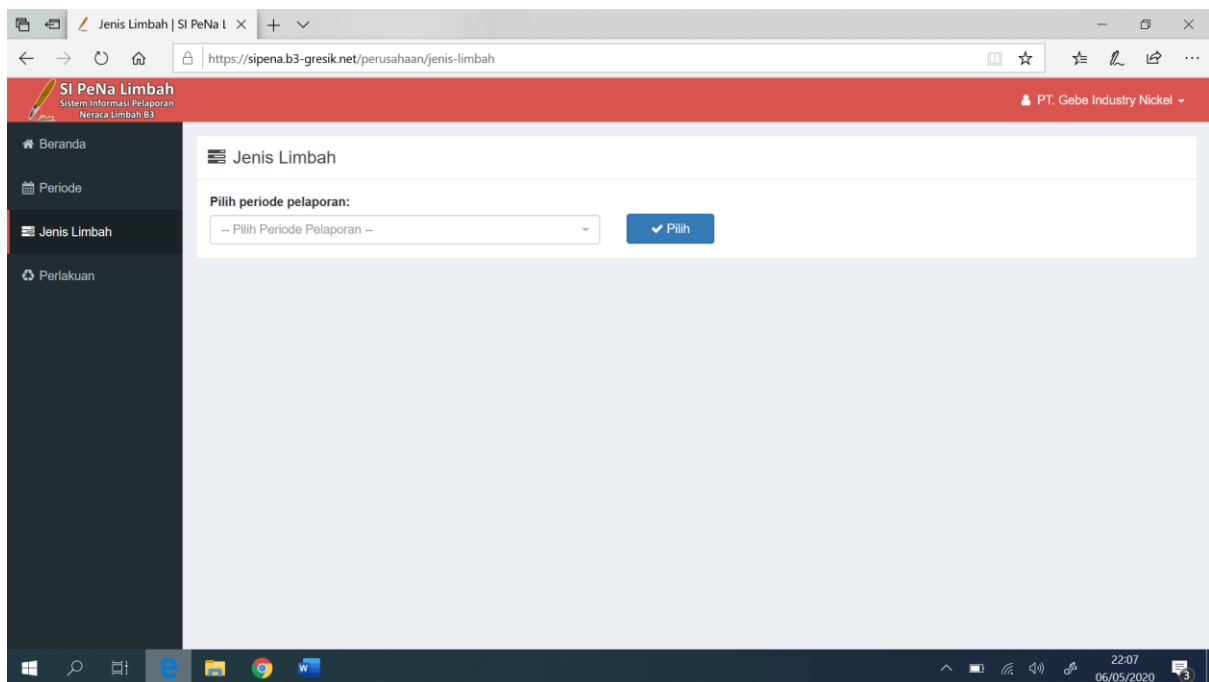 Jenis Limbah | SI PeNa L
https://sipena.b3-gresik.net/perusahaan/jenis-limbah
SI PeNa Limbah
Sistem Informasi Pelaporan
Neraca Limbah B3
PT. Gebe Industry Nickel
Beranda
Periode
Jenis Limbah
Perlakuan
Jenis Limbah
Pilih periode pelaporan:
-- Pilih Periode Pelaporan --
Pilih
22:07
06/05/2020
3